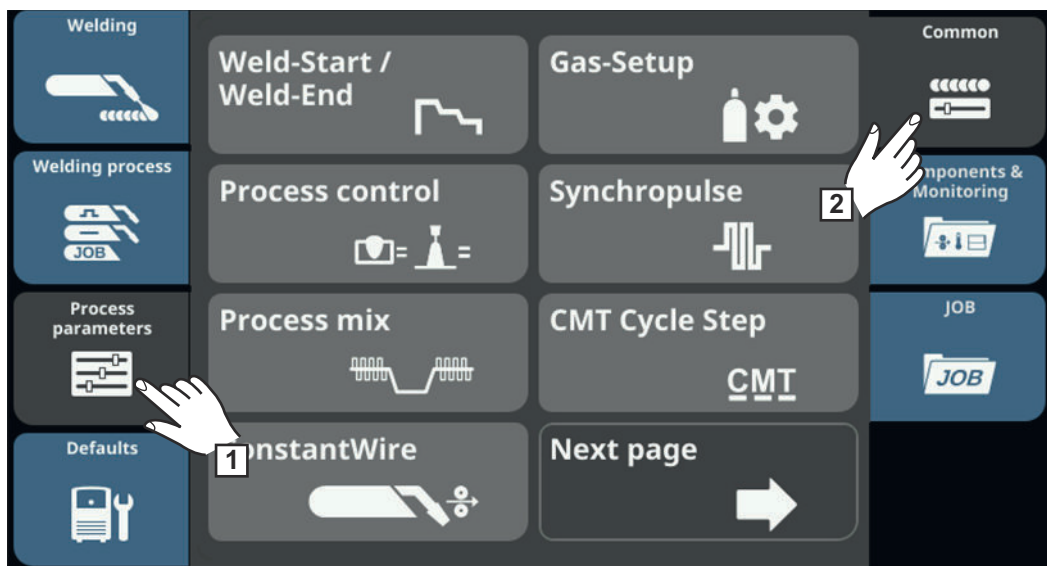 Welding
Welding process
JOB
Process
parameters
1
Defaults
Weld-Start /
Weld-End
Gas-Setup
Process control
Synchropulse
Process mix
CMT Cycle Step
CMT
onstantWire
Next page
Common
2
mponents &
Monitoring
JOB
JOB